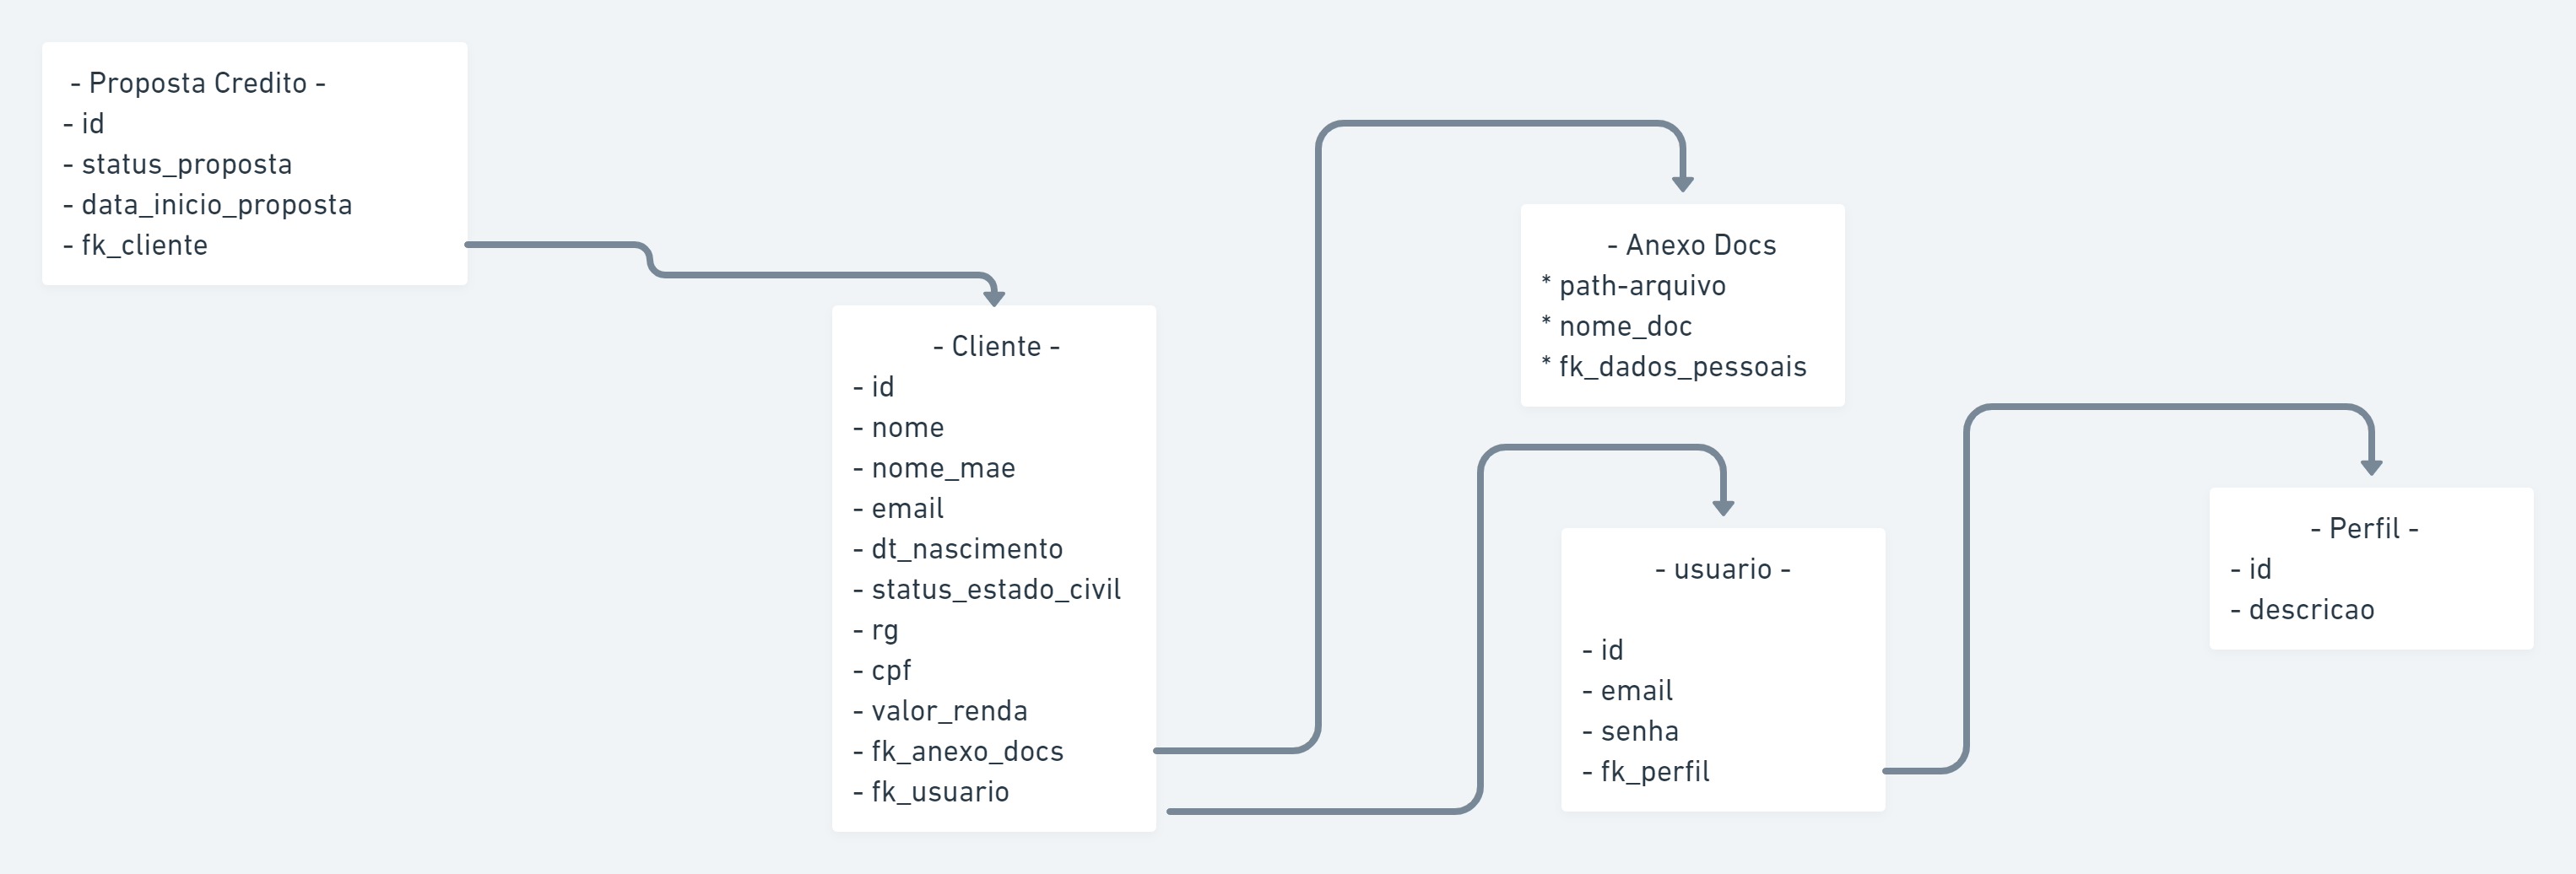 - Proposta Credito -
- id
- status_proposta
- data_inicio_proposta
- fk_cliente
- Cliente -
- id
- nome
- nome_mae
- email
- dt_nascimento
- status_estado_civil
- rg
- cpf
- valor_renda
- fk_anexo_docs
- fk_usuario
- Anexo Docs
* path-arquivo
* nome_doc
* fk_dados_pessoais
- usuario -
- id
- email
- senha
- fk_perfil
- Perfil -
- id
- descricao